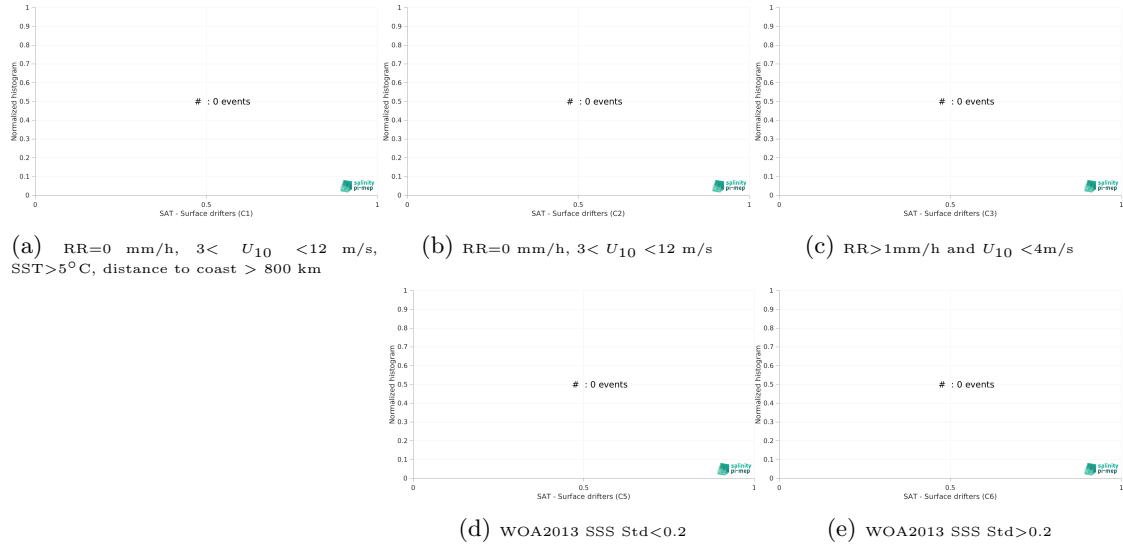 1
0.9
0.8
0.7
0.6
0.5
0.4
0.3
0.2
0.1
0
Normalized histogram
# : 0 events
salinity
pi-mep
0 0.5 1
SAT - Surface drifters (C1)
(a) RR=0 mm/h, 3< U10 <12 m/s,
SST>5°C, distance to coast > 800 km
1
0.9
0.8
0.7
0.6
0.5
0.4
0.3
0.2
0.1
0
Normalized histogram
# : 0 events
salinity
pi-mep
0 0.5 1
SAT - Surface drifters (C2)
(b) RR=0 mm/h, 3< U10 <12 m/s
1
0.9
0.8
0.7
0.6
0.5
0.4
0.3
0.2
0.1
0
Normalized histogram
# : 0 events
salinity
pi-mep
0 0.5 1
SAT - Surface drifters (C3)
(c) RR>1mm/h and U10 <4m/s
1
0.9
0.8
0.7
0.6
0.5
0.4
0.3
0.2
0.1
0
Normalized histogram
# : 0 events
salinity
pi-mep
0 0.5 1
SAT - Surface drifters (C5)
(d) WOA2013 SSS Std<0.2
1
0.9
0.8
0.7
0.6
0.5
0.4
0.3
0.2
0.1
0
Normalized histogram
# : 0 events
salinity
pi-mep
0 0.5 1
SAT - Surface drifters (C6)
(e) WOA2013 SSS Std>0.2